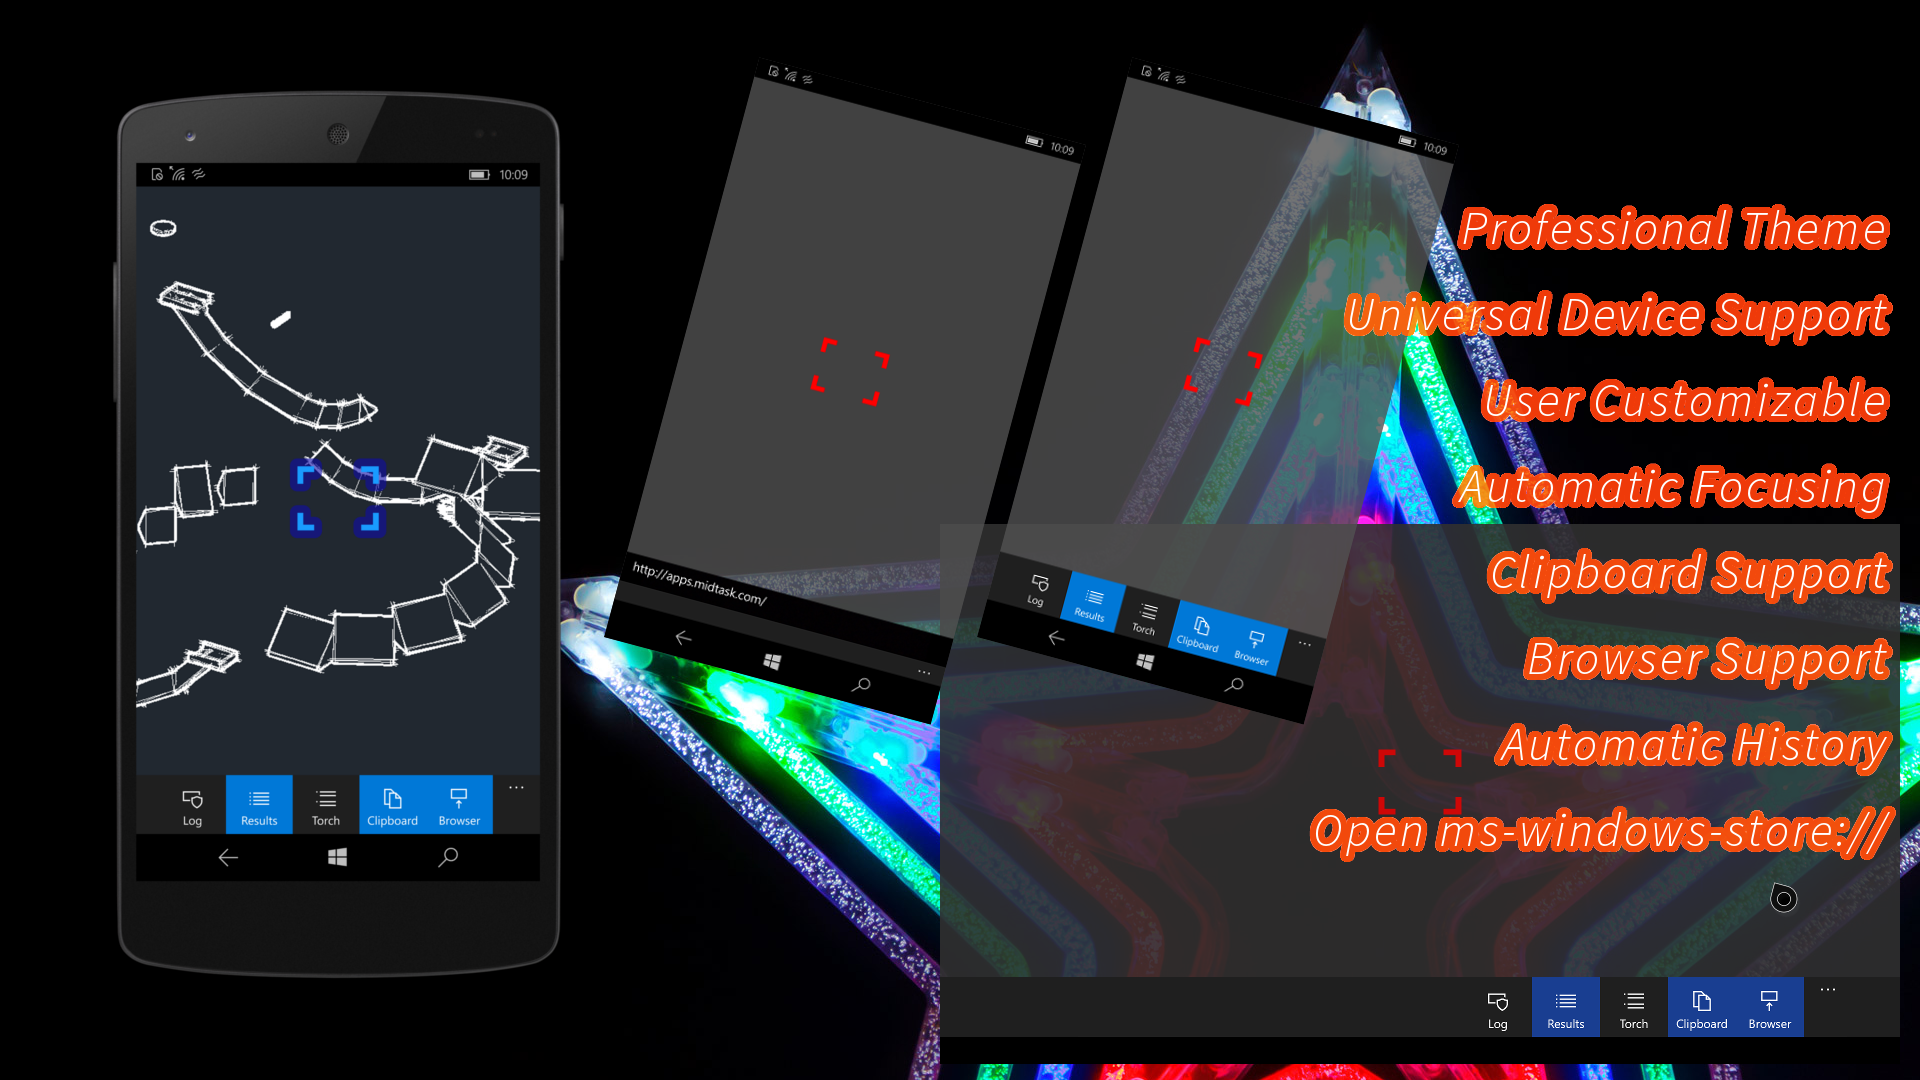 10:09
Log
Results
Torch
Clipboard
Browser
...
10:09
http://apps.midtask.com/
...
10:09
Log
Results
Torch
Clipboard
Browser
...
Professional Theme
Universal Device Support
User Customizable
Automatic Focusing
Clipboard Support
Browser Support
Automatic History
Open ms-windows-store://
Log
Results
Torch
Clipboard
Browser
...